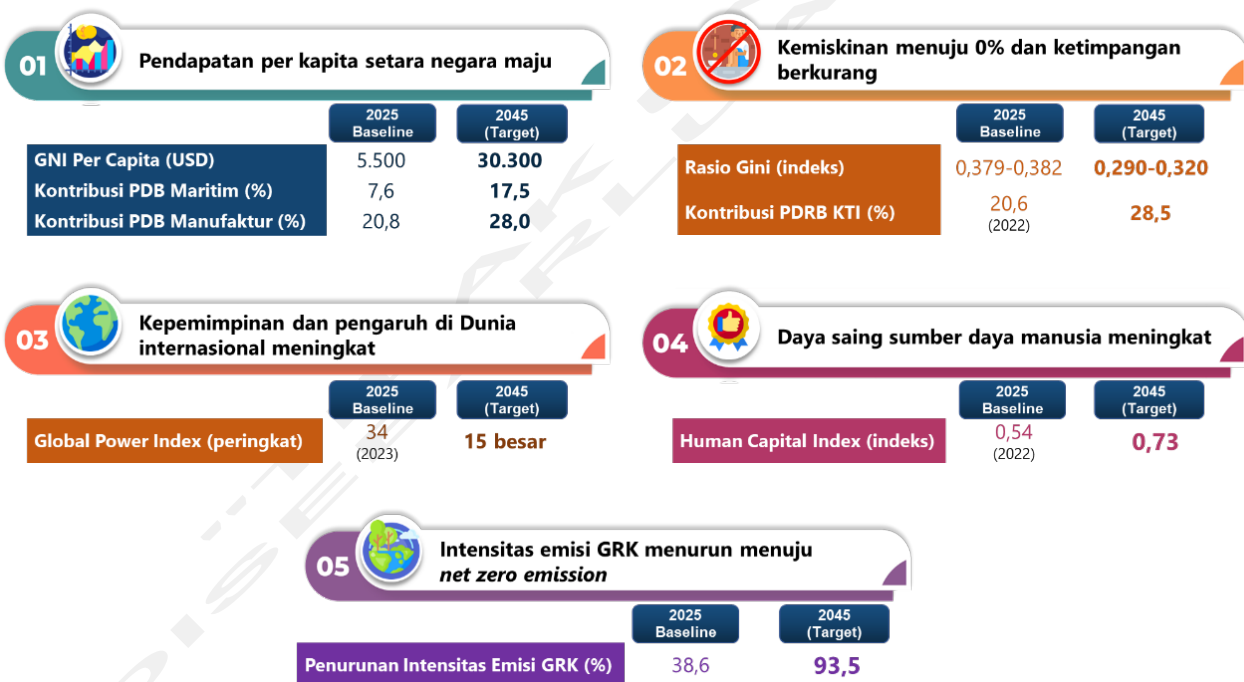 01
Pendapatan per kapita setara negara maju
2025 Baseline 2045 (Target)
GNI Per Capita (USD) 5.500 30.300
Kontribusi PDB Maritim (%) 7,6 17,5
Kontribusi PDB Manufaktur (%) 20,8 28,0
02
Kemiskinan menuju 0% dan ketimpangan
berkurang
2025 Baseline 2045 (Target)
Rasio Gini (indeks) 0,379-0,382 0,290-0,320
Kontribusi PDRB KTI (%) 20,6 (2022) 28,5
03
Kepemimpinan dan pengaruh di Dunia
internasional meningkat
2025 Baseline 2045 (Target)
Global Power Index (peringkat) 34 (2023) 15 besar
04
Daya saing sumber daya manusia meningkat
2025 Baseline 2045 (Target)
Human Capital Index (indeks) 0,54 (2022) 0,73
05
Intensitas emisi GRK menurun menuju
net zero emission
2025 Baseline 2045 (Target)
Penurunan Intensitas Emisi GRK (%) 38,6 93,5